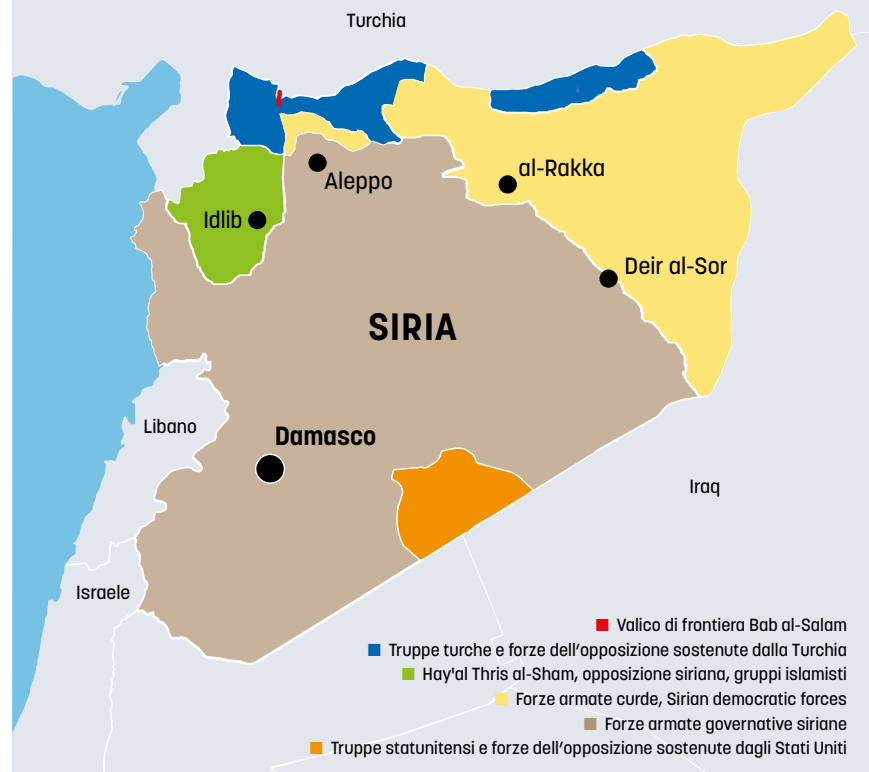 Turchia
al-Rakka
Aleppo
Idlib
Deir al-Sor
SIRIA
Libano
Damasco
Iraq
Israele
Valico di frontiera Bab al-Salam
Truppe turche e forze dell'opposizione sostenute dalla Turchia
Hay'al Thris al-Sham, opposizione siriana, gruppi islamisti
Forze armate curde, Sirian democratic forces
Forze armate governative siriane
Truppe statunitensi e forze dell'opposizione sostenute dagli Stati Uniti